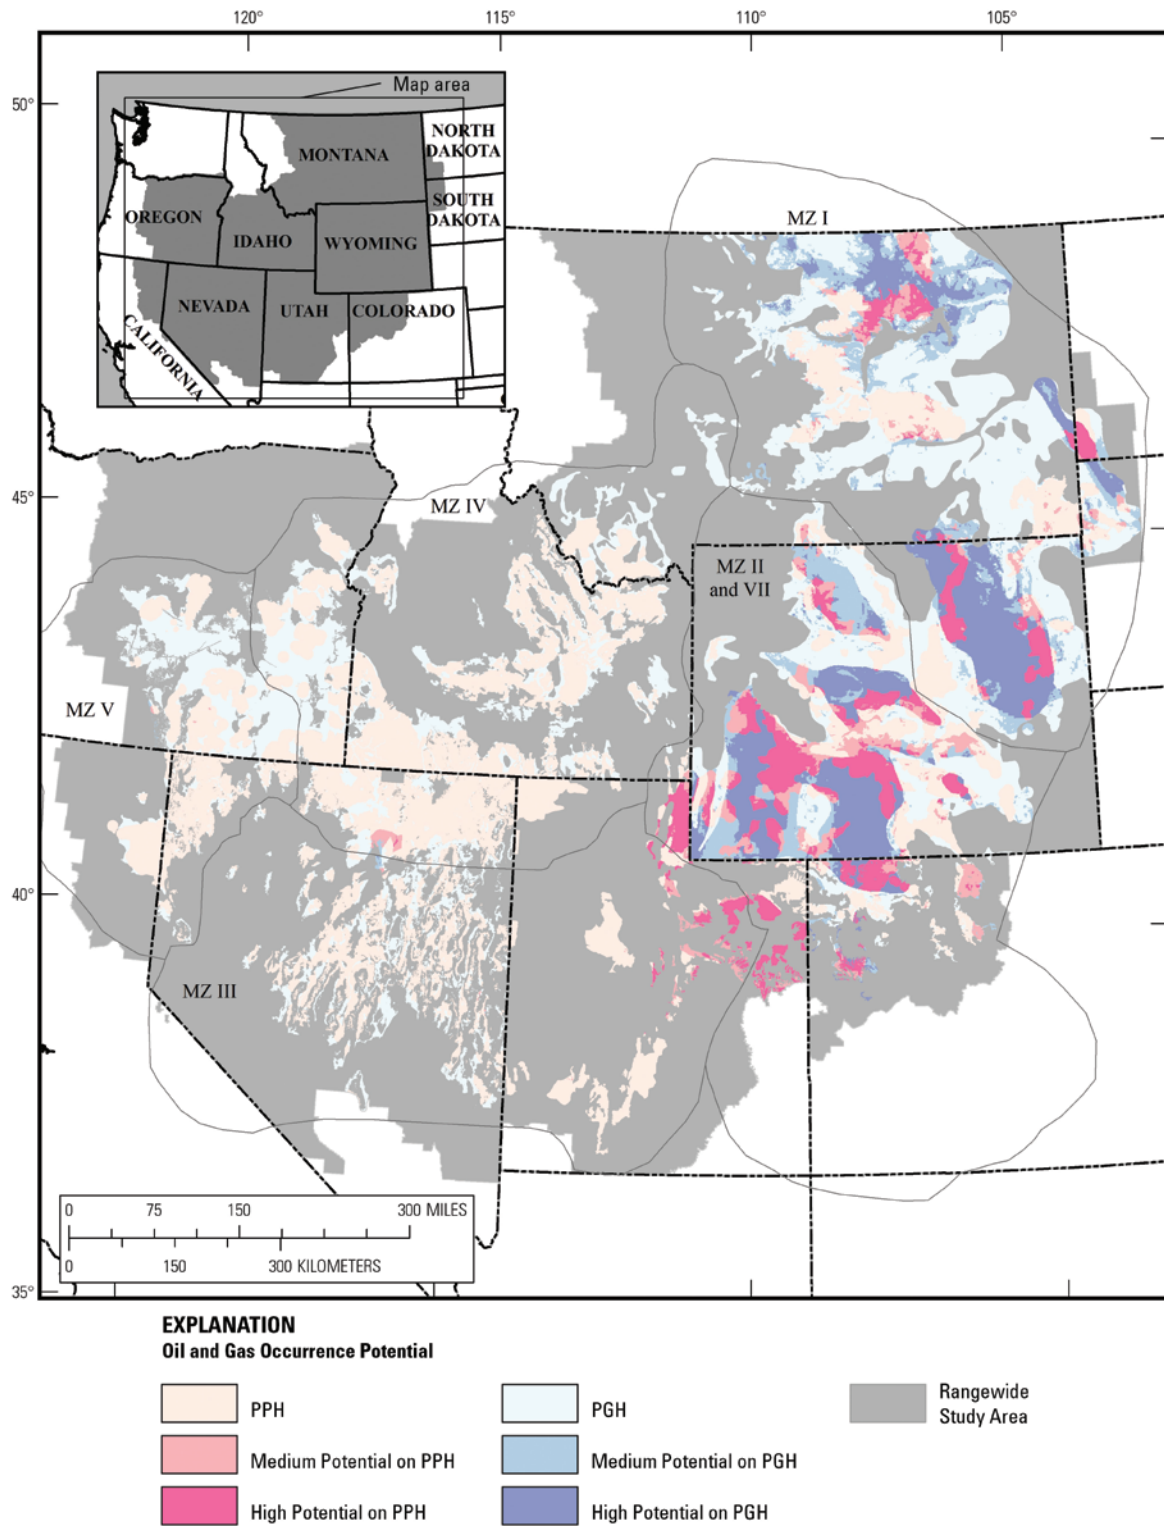 120°
115°
110°
105°
50°
45°
40°
35°
Map area
NORTH
DAKOTA
MONTANA
SOUTH
DAKOTA
OREGON
IDAHO
WYOMING
NEVADA
UTAH
COLORADO
CALIFORNIA
MZ I
MZ IV
MZ II
and VII
MZ V
MZ III
0 75 150 300 MILES
0 150 300 KILOMETERS
EXPLANATION
Oil and Gas Occurrence Potential
PPH
PGH
Rangewide
Study Area
Medium Potential on PPH
Medium Potential on PGH
High Potential on PPH
High Potential on PGH